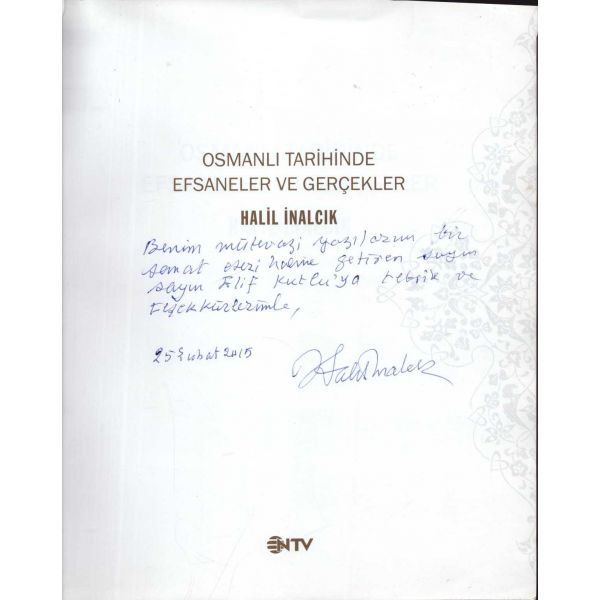 OSMANLI TARİHİNDE
EFSANELER VE GERÇEKLER
HALİL İNALCIK
Benim mütevazi yazılarımı bir
sanat eseri haline getiren sayın
sayın Elif Kutlu'ya tebrik ve
teşekkürlerimle,
25 Şubat 2015
Halil İnalcık
NTV